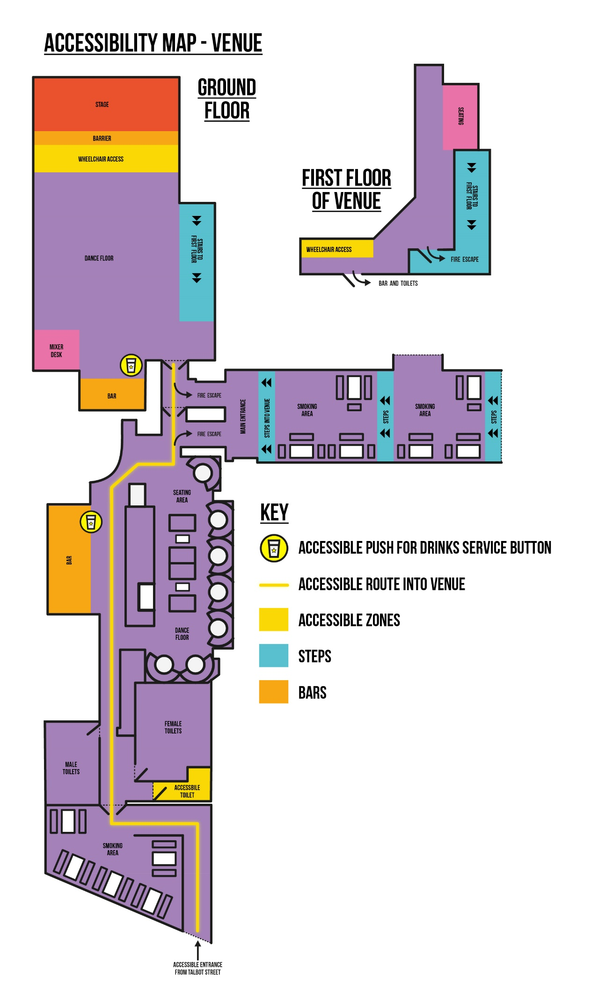 ACCESSIBILITY MAP - VENUE
GROUND
FLOOR
STAGE
BARRIER
WHEELCHAIR ACCESS
DANCE FLOOR
STAIRS TO
FIRST FLOOR
MIXER
DESK
BAR
FIRST FLOOR
OF VENUE
SEATING
STAIRS TO
FIRST FLOOR
WHEELCHAIR ACCESS
FIRE ESCAPE
BAR AND TOILETS
FIRE ESCAPE
FIRE ESCAPE
MAIN ENTRANCE
STEPS INTO VENUE
SMOKING
AREA
STEPS
SMOKING
AREA
STEPS
SEATING
AREA
BAR
DANCE
FLOOR
FEMALE
TOILETS
MALE
TOILETS
ACCESSBILE
TOILET
SMOKING
AREA
ACCESSIBLE ENTRANCE
FROM TALBOT STREET
KEY
ACCESSIBLE PUSH FOR DRINKS SERVICE BUTTON
ACCESSIBLE ROUTE INTO VENUE
ACCESSIBLE ZONES
STEPS
BARS